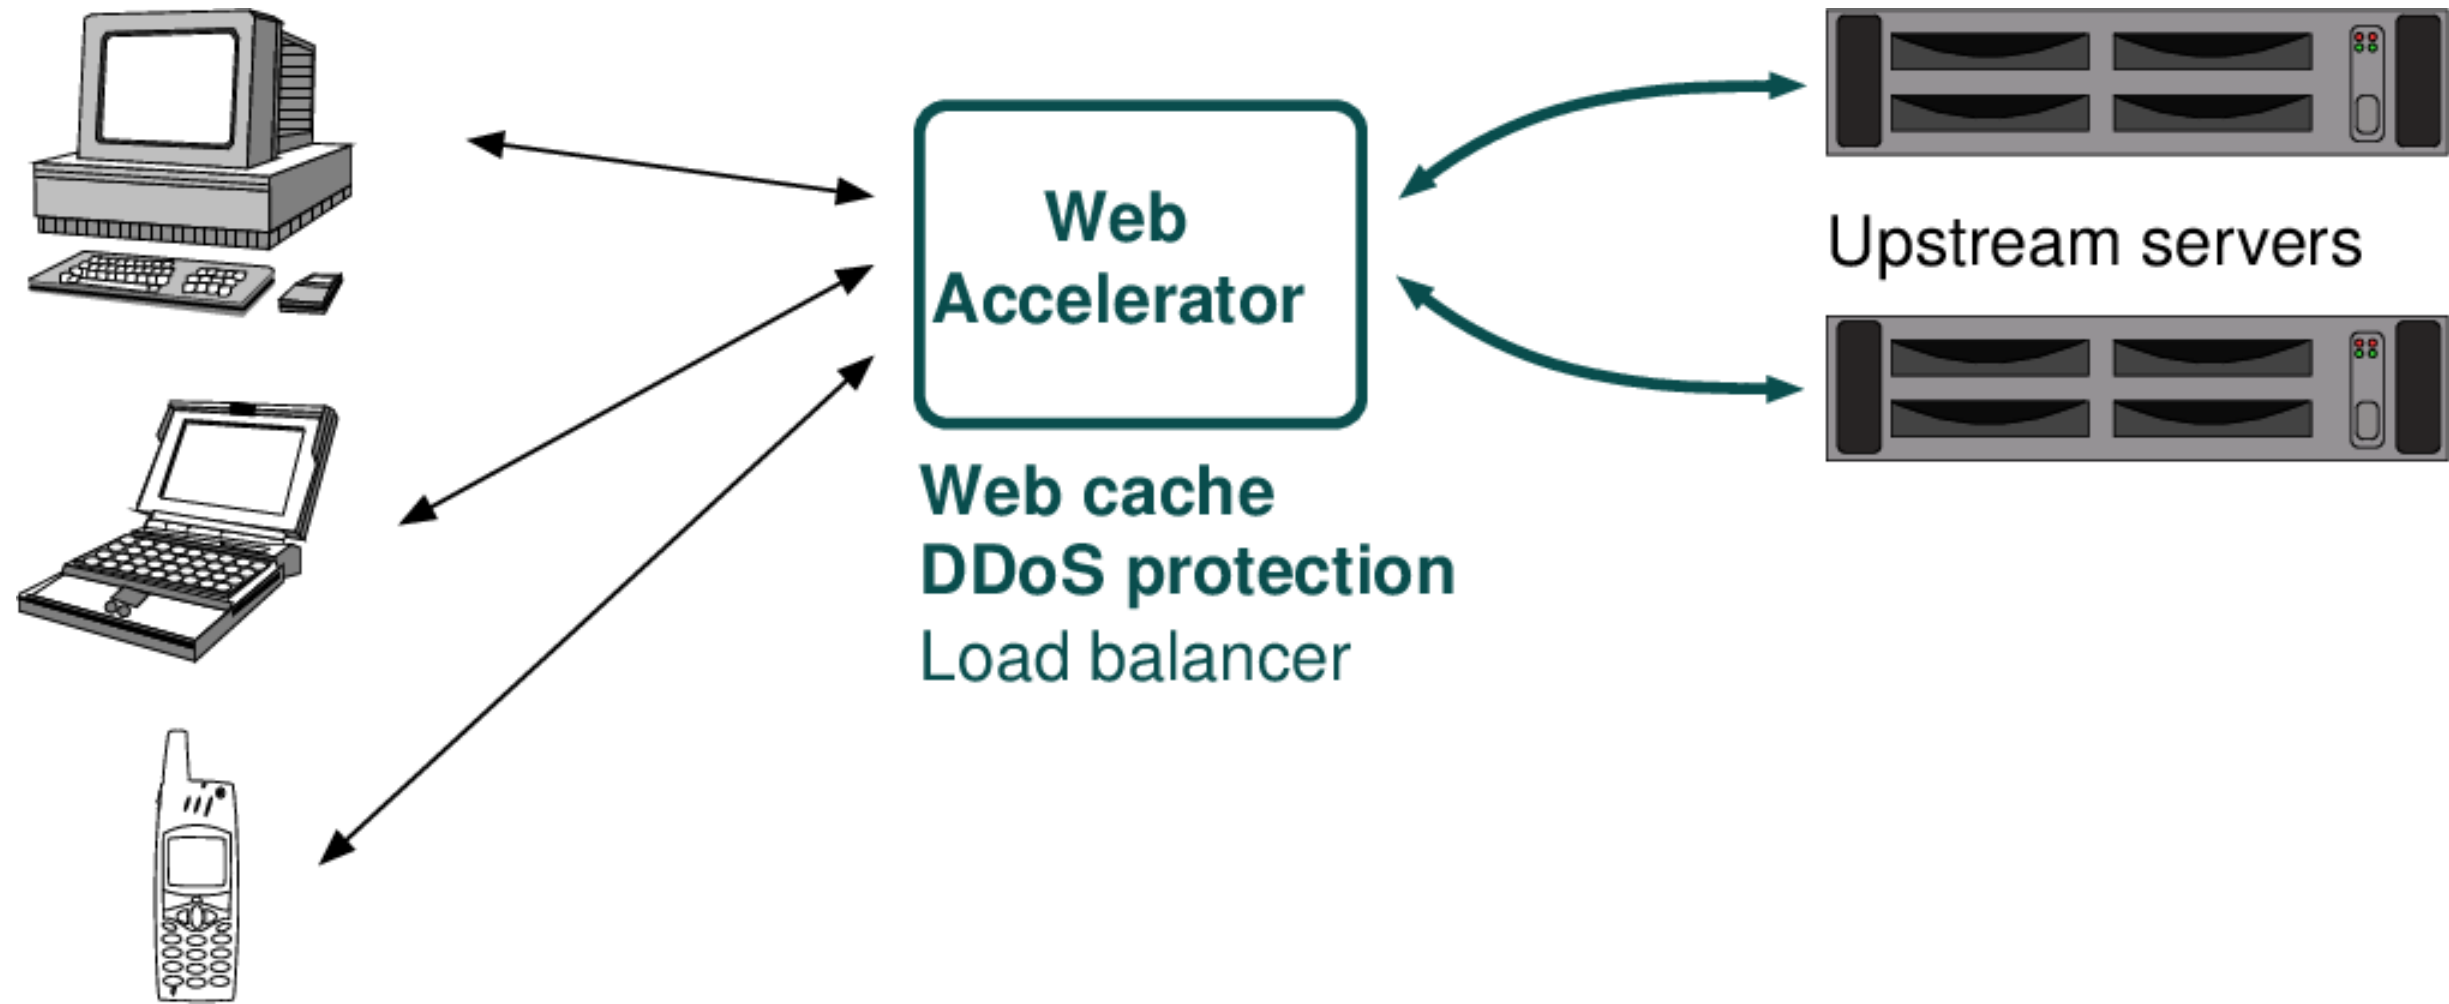 Web
Accelerator
Upstream servers
Web cache
DDoS protection
Load balancer